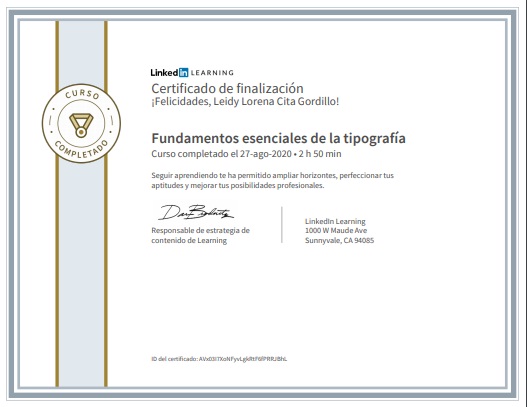 CURSO
COMPLETADO
Linkedin LEARNING
Certificado de finalización
¡Felicidades, Leidy Lorena Cita Gordillo!
Fundamentos esenciales de la tipografía
Curso completado el 27-ago-2020 • 2 h 50 min
Seguir aprendiendo te ha permitido ampliar horizontes, perfeccionar tus
aptitudes y mejorar tus posibilidades profesionales.
Responsable de estrategia de
contenido de Learning
LinkedIn Learning
1000 W Maude Ave
Sunnyvale, CA 94085
ID del certificado: